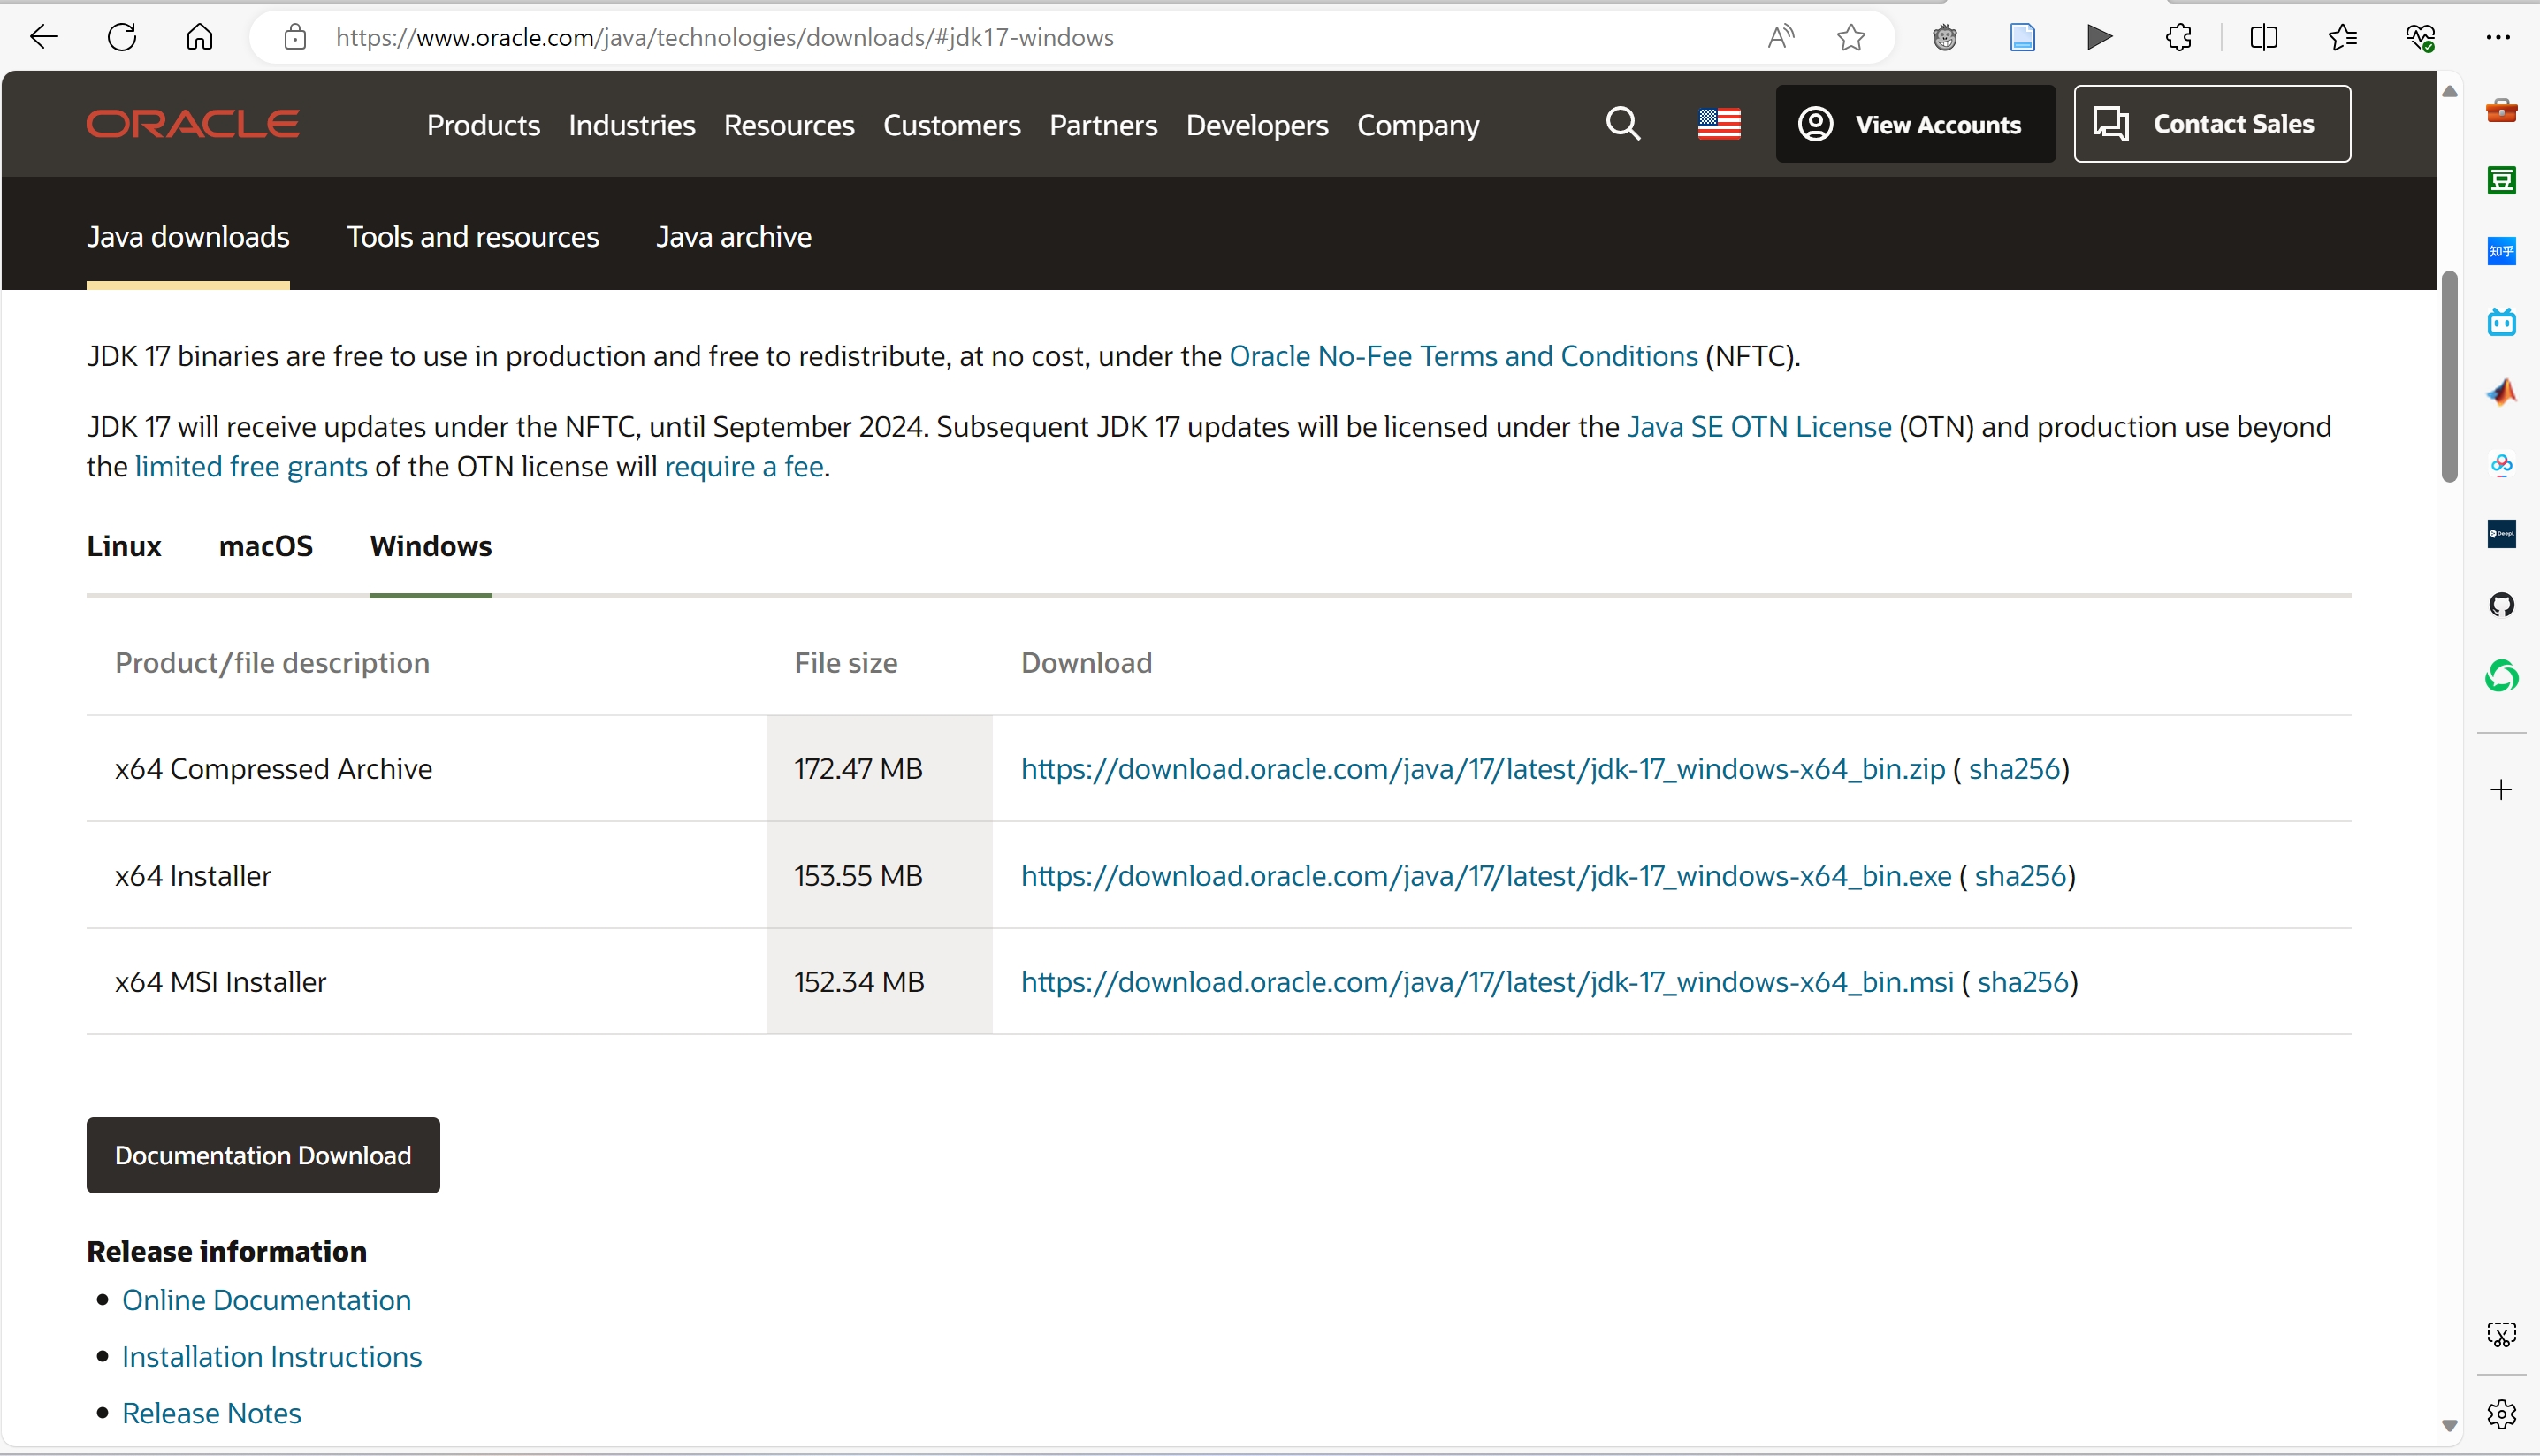 https://www.oracle.com/java/technologies/downloads/#jdk17-windows
ORACLE
Products Industries Resources Customers Partners Developers Company
View Accounts
Contact Sales
Java downloads Tools and resources Java archive
JDK 17 binaries are free to use in production and free to redistribute, at no cost, under the Oracle No-Fee Terms and Conditions (NFTC).
JDK 17 will receive updates under the NFTC, until September 2024. Subsequent JDK 17 updates will be licensed under the Java SE OTN License (OTN) and production use beyond
the limited free grants of the OTN license will require a fee.
Linux macOS Windows
Product/file description File size Download
x64 Compressed Archive 172.47 MB https://download.oracle.com/java/17/latest/jdk-17_windows-x64_bin.zip ( sha256)
x64 Installer 153.55 MB https://download.oracle.com/java/17/latest/jdk-17_windows-x64_bin.exe ( sha256)
x64 MSI Installer 152.34 MB https://download.oracle.com/java/17/latest/jdk-17_windows-x64_bin.msi ( sha256)
Documentation Download
Release information
Online Documentation
Installation Instructions
Release Notes
豆
知乎
DeepL